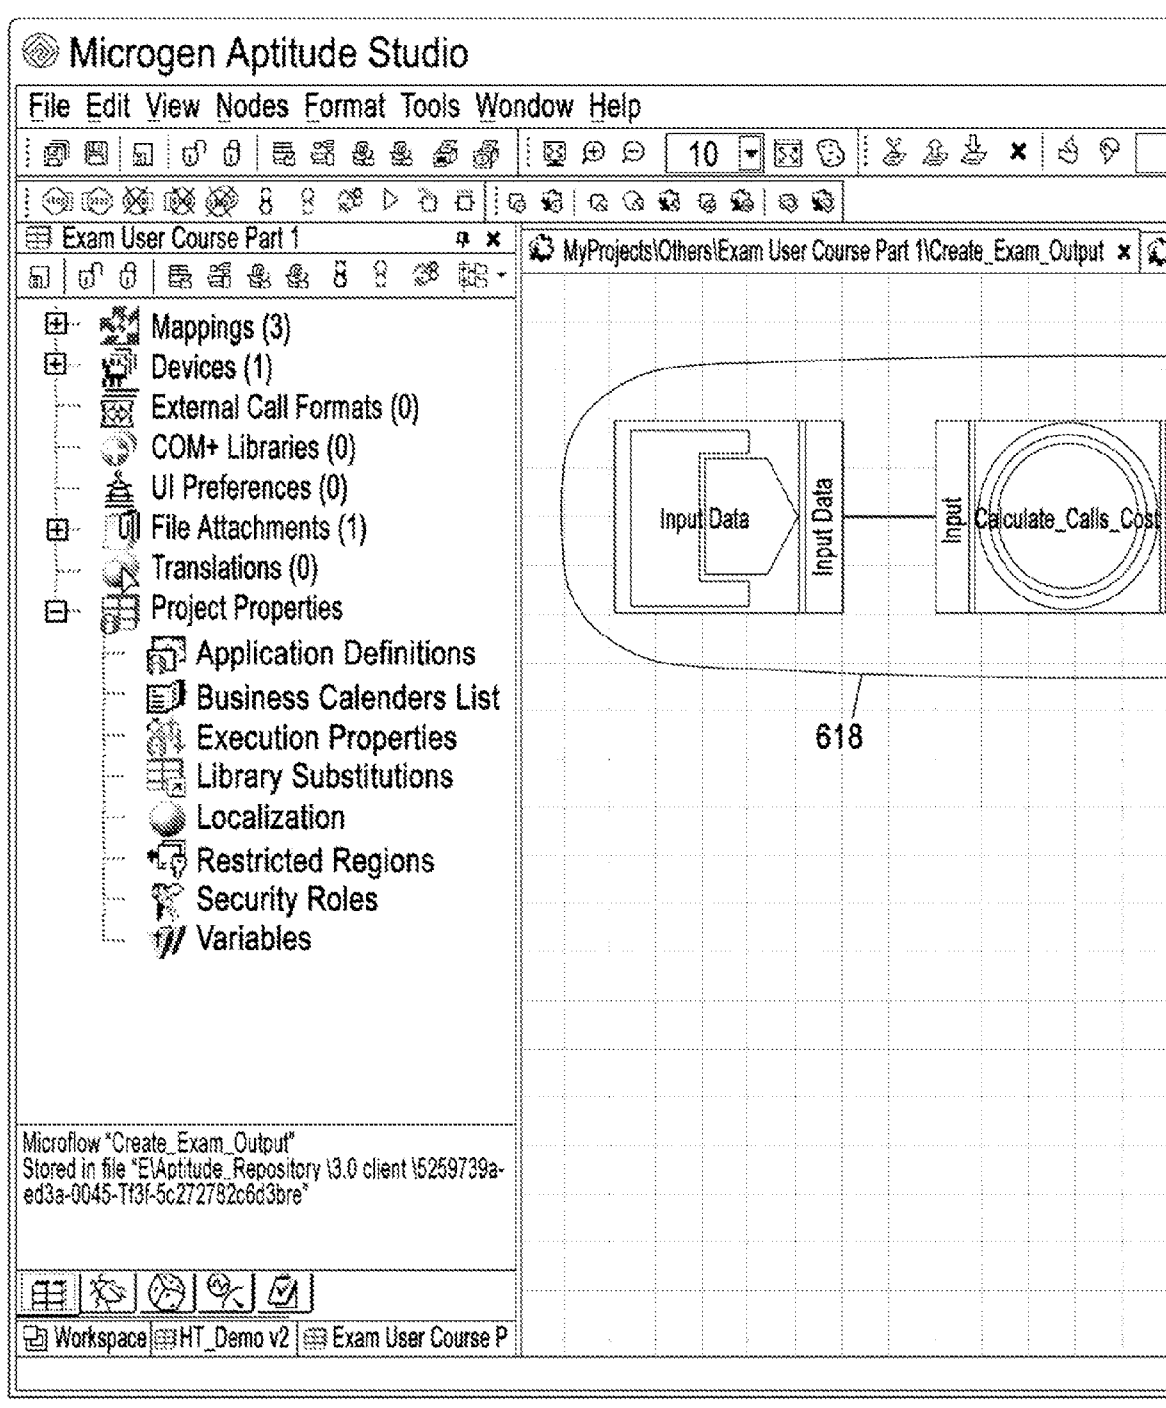 Microgen Aptitude Studio
File Edit View Nodes Format Tools Wondow Help
10
Exam User Course Part 1
MyProjects\Others\Exam User Course Part 1\Create_Exam_Output
Mappings (3)
Devices (1)
External Call Formats (0)
COM+ Libraries (0)
UI Preferences (0)
File Attachments (1)
Translations (0)
Project Properties
Application Definitions
Business Calenders List
Execution Properties
Library Substitutions
Localization
Restricted Regions
Security Roles
Variables
Input Data
Input Data
Input
Calculate_Calls_Cost
618
Microflow "Create_Exam_Output"
Stored in file "E\Aptitude_Repository \3.0 client \5259739a-
ed3a-0045-Tf3f-5c272782c6d3bre"
Workspace HT_Demo v2 Exam User Course P